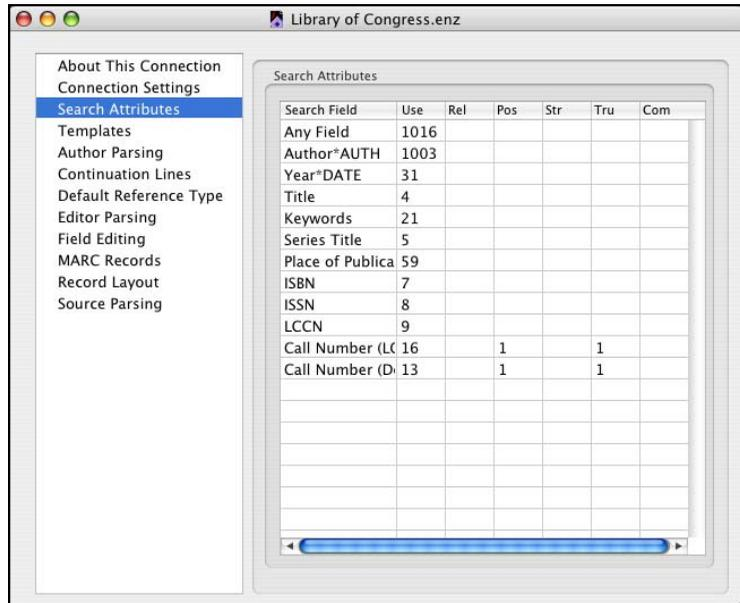 Library of Congress.enz
About This Connection
Connection Settings
Search Attributes
Templates
Author Parsing
Continuation Lines
Default Reference Type
Editor Parsing
Field Editing
MARC Records
Record Layout
Source Parsing
Search Attributes
Search Field Use Rel Pos Str Tru Com
Any Field 1016
Author*AUTH 1003
Year*DATE 31
Title 4
Keywords 21
Series Title 5
Place of Publica 59
ISBN 7
ISSN 8
LCCN 9
Call Number (LC 16 1 1
Call Number (D 13 1 1